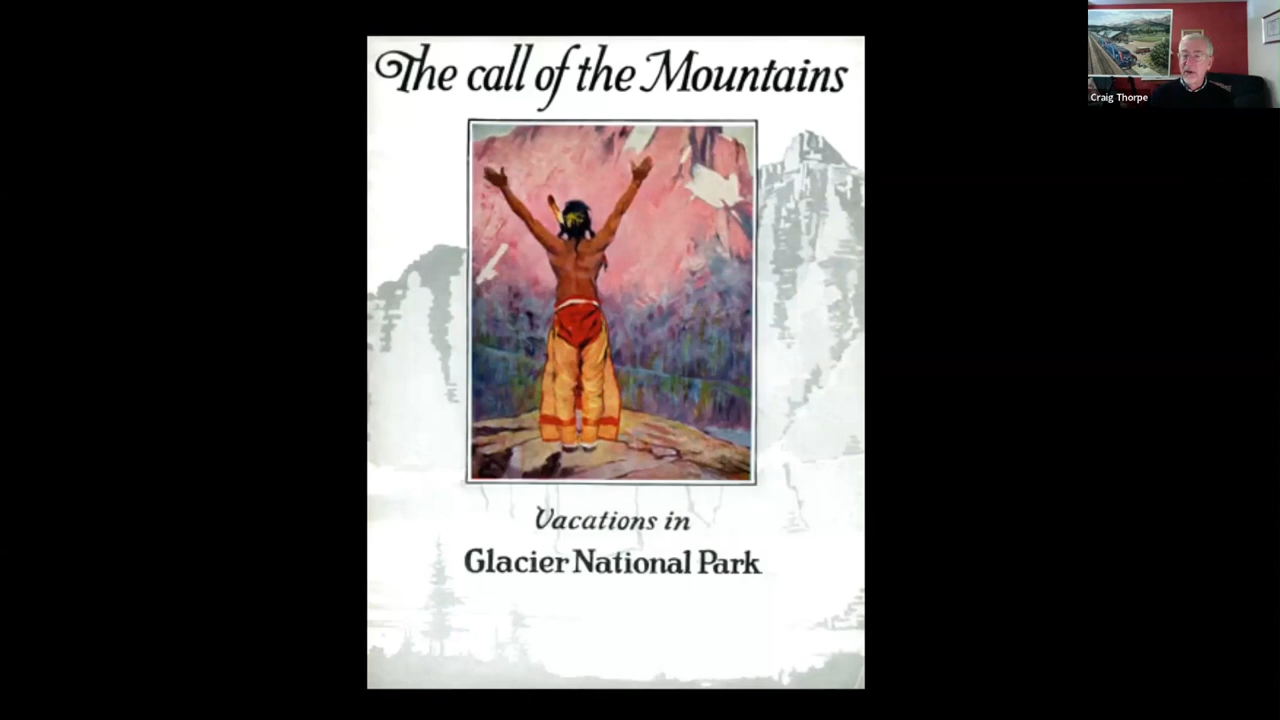 The call of the Mountains
Vacations in
Glacier National Park
Craig Thorpe